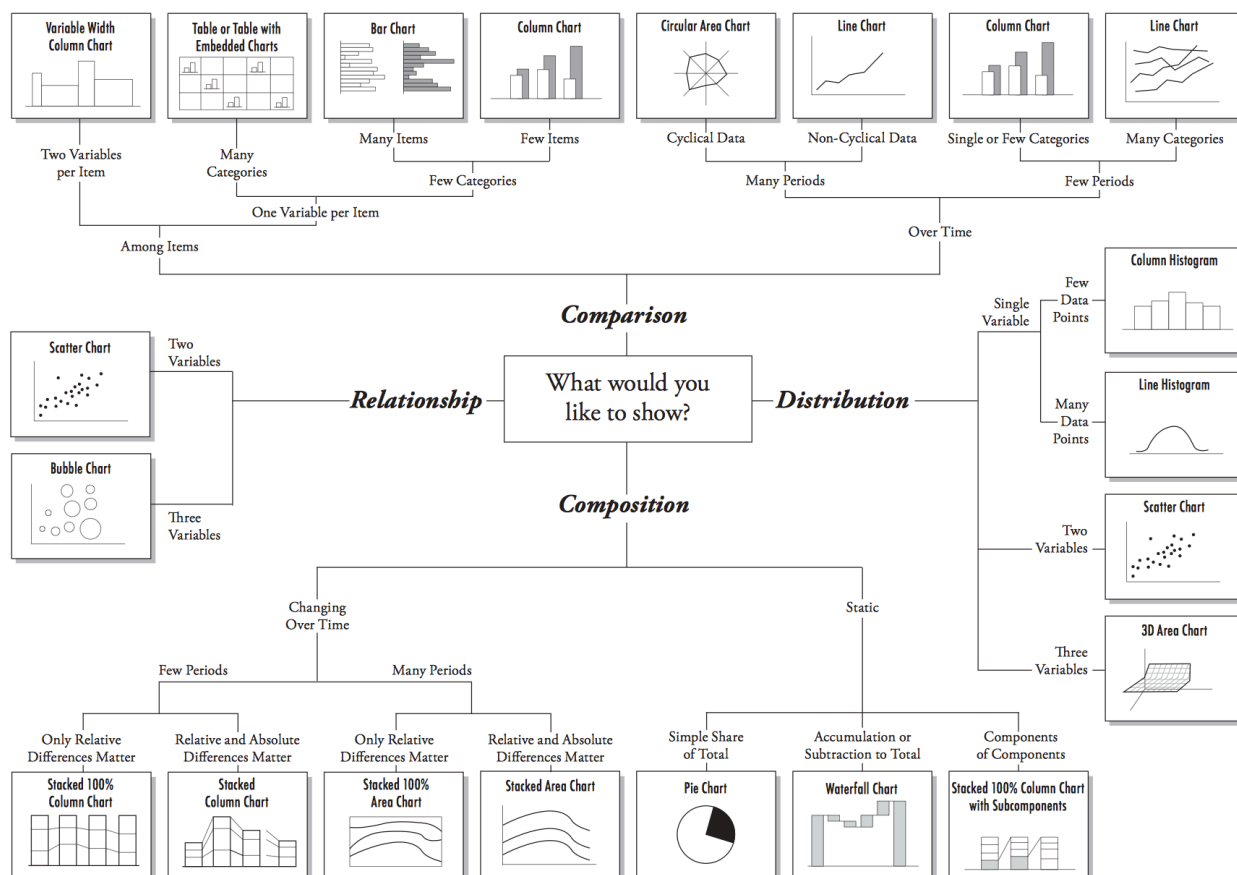 Variable Width
Column Chart
Table or Table with
Embedded Charts
Bar Chart
Column Chart
Circular Area Chart
Line Chart
Column Chart
Line Chart
Two Variables
per Item
Many
Categories
Many Items
Few Items
Cyclical Data
Non-Cyclical Data
Single or Few Categories
Many Categories
Few Categories
Many Periods
Few Periods
One Variable per Item
Among Items
Over Time
Comparison
What would you
like to show?
Relationship
Two
Variables
Scatter Chart
Three
Variables
Bubble Chart
Distribution
Single
Variable
Few
Data
Points
Column Histogram
Many
Data
Points
Line Histogram
Two
Variables
Scatter Chart
Three
Variables
3D Area Chart
Composition
Changing
Over Time
Static
Few Periods
Many Periods
Only Relative
Differences Matter
Relative and Absolute
Differences Matter
Only Relative
Differences Matter
Relative and Absolute
Differences Matter
Simple Share
of Total
Accumulation or
Subtraction to Total
Components
of Components
Stacked 100%
Column Chart
Stacked
Column Chart
Stacked 100%
Area Chart
Stacked Area Chart
Pie Chart
Waterfall Chart
Stacked 100% Column Chart
with Subcomponents